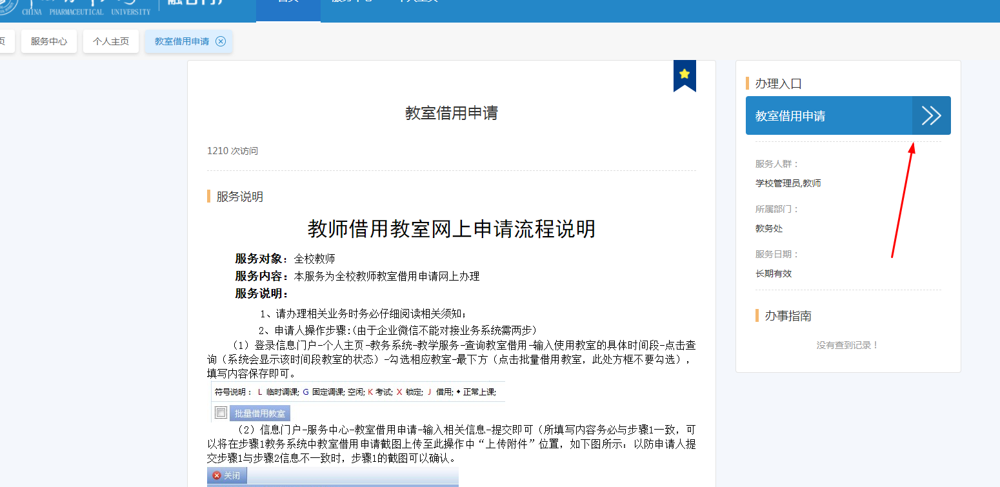 CHINA PHARMACEUTICAL UNIVERSITY
服务中心
个人主页
教室借用申请
教室借用申请
1210 次访问
服务说明
教师借用教室网上申请流程说明
服务对象：全校教师
服务内容：本服务为全校教师教室借用申请网上办理
服务说明：
1、请办理相关业务时务必仔细阅读相关须知；
2、申请人操作步骤:(由于企业微信不能对接业务系统需两步）
（1）登录信息门户-个人主页-教务系统-教学服务-查询教室借用-输入使用教室的具体时间段-点击查
询（系统会显示该时间段教室的状态）-勾选相应教室-最下方（点击批量借用教室，此处方框不要勾选），
填写内容保存即可。
符号说明： L 临时调课; G 固定调课; 空闲; K 考试; X 锁定; J 借用; ♦ 正常上课;
批量借用教室
（2）信息门户-服务中心-教室借用申请-输入相关信息-提交即可（所填写内容务必与步骤1一致，可
以将在步骤1教务系统中教室借用申请截图上传至此操作中“上传附件”位置，如下图所示：以防申请人提
交步骤1与步骤2信息不一致时，步骤1的截图可以确认。
关闭
办理入口
教室借用申请
服务人群：
学校管理员,教师
所属部门：
教务处
服务日期：
长期有效
办事指南
没有查到记录！